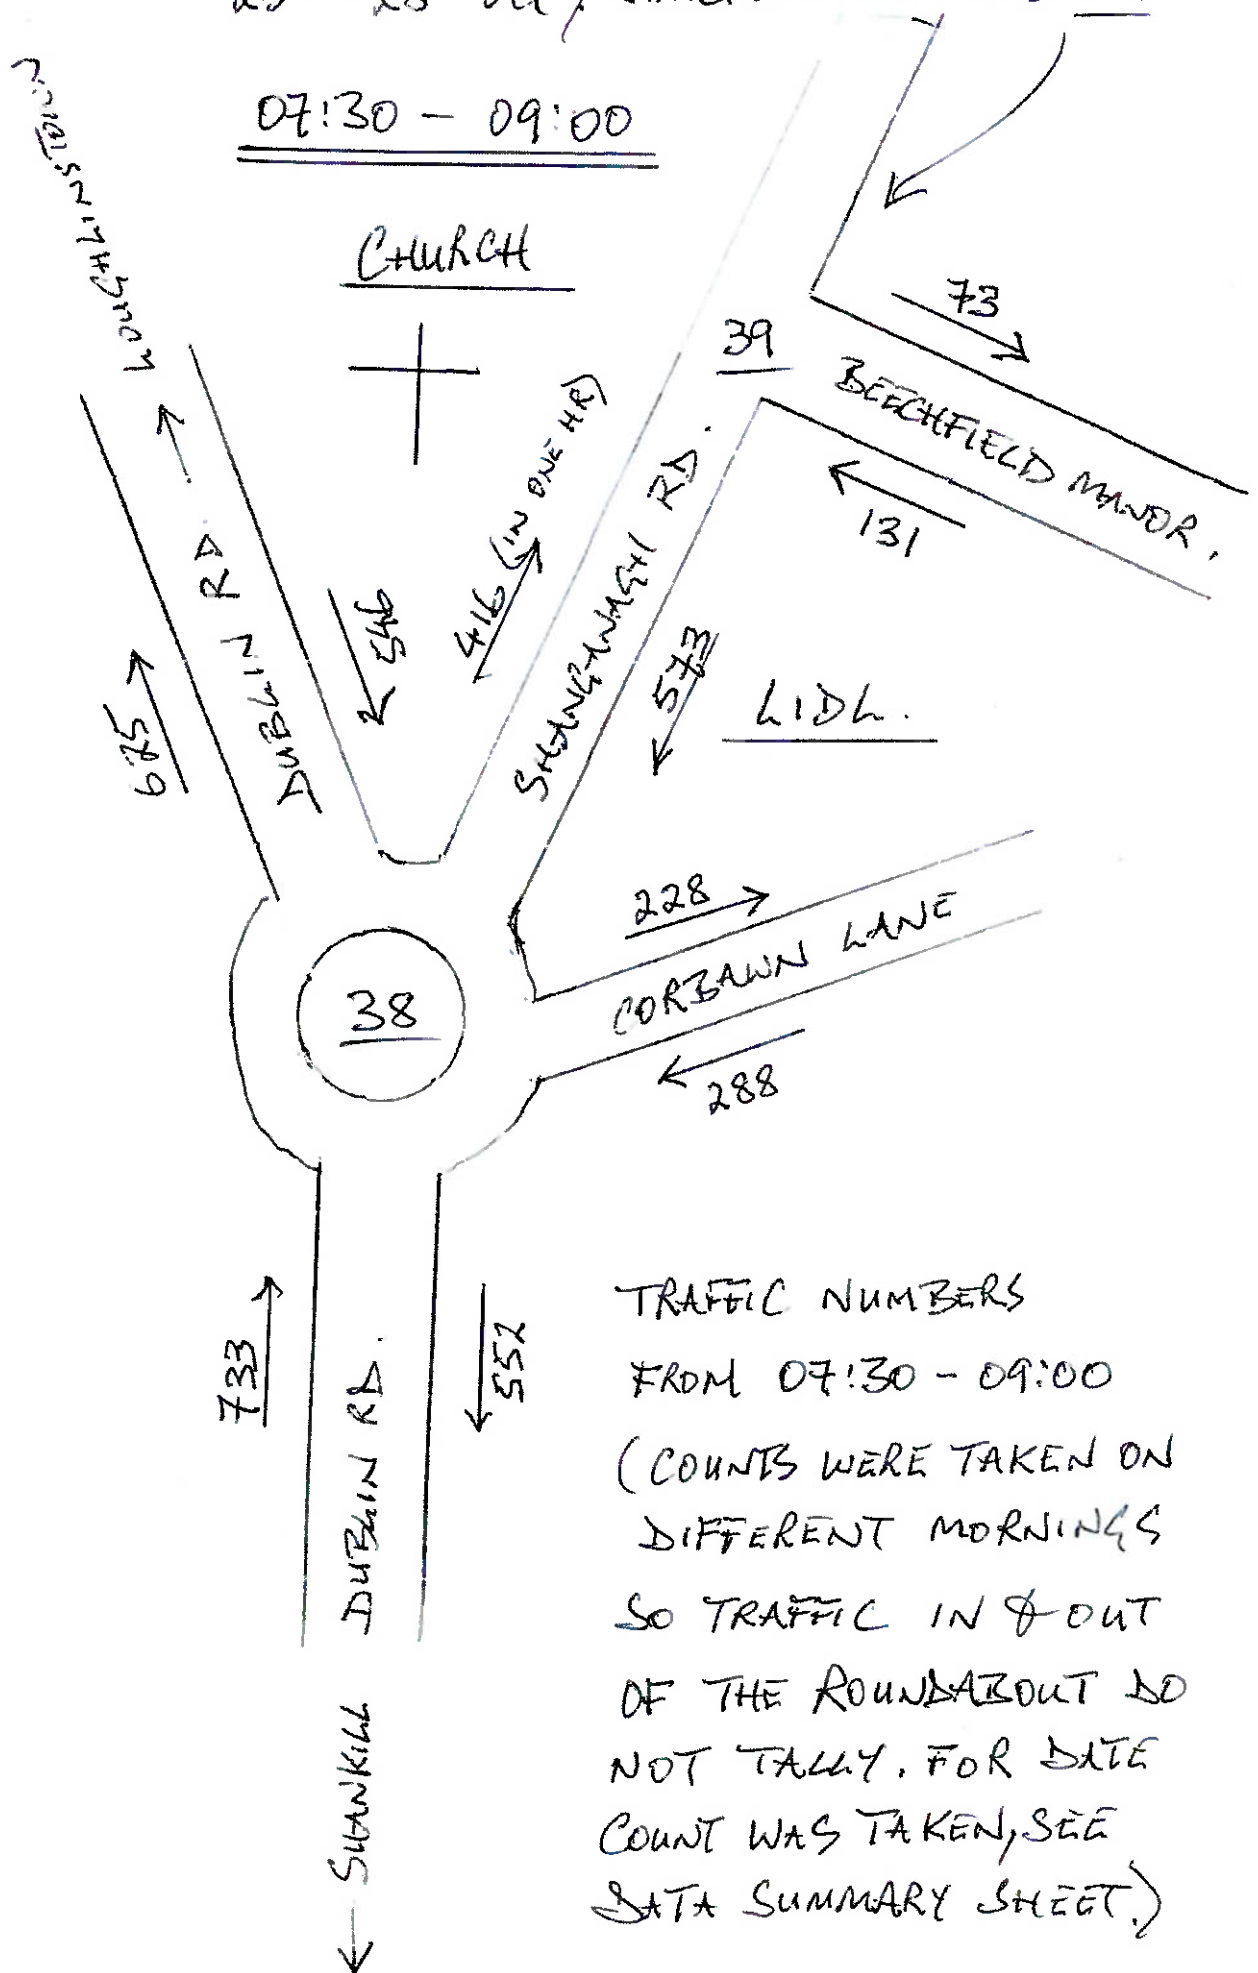 07:30 - 09:00
CHURCH
LOUGHLINSTOWN
73
39
BEECHFIELD MANOR.
131
416 (IN ONE HR)
SHANGANAGH RD.
573
LIDL.
DUBLIN RD
675
546
228
CORBAWN LANE
288
38
733
DUBLIN RD.
552
SHANKILL
TRAFFIC NUMBERS
FROM 07:30 - 09:00
(COUNTS WERE TAKEN ON
DIFFERENT MORNINGS
SO TRAFFIC IN & OUT
OF THE ROUNDABOUT DO
NOT TALLY. FOR DATE
COUNT WAS TAKEN, SEE
DATA SUMMARY SHEET.)